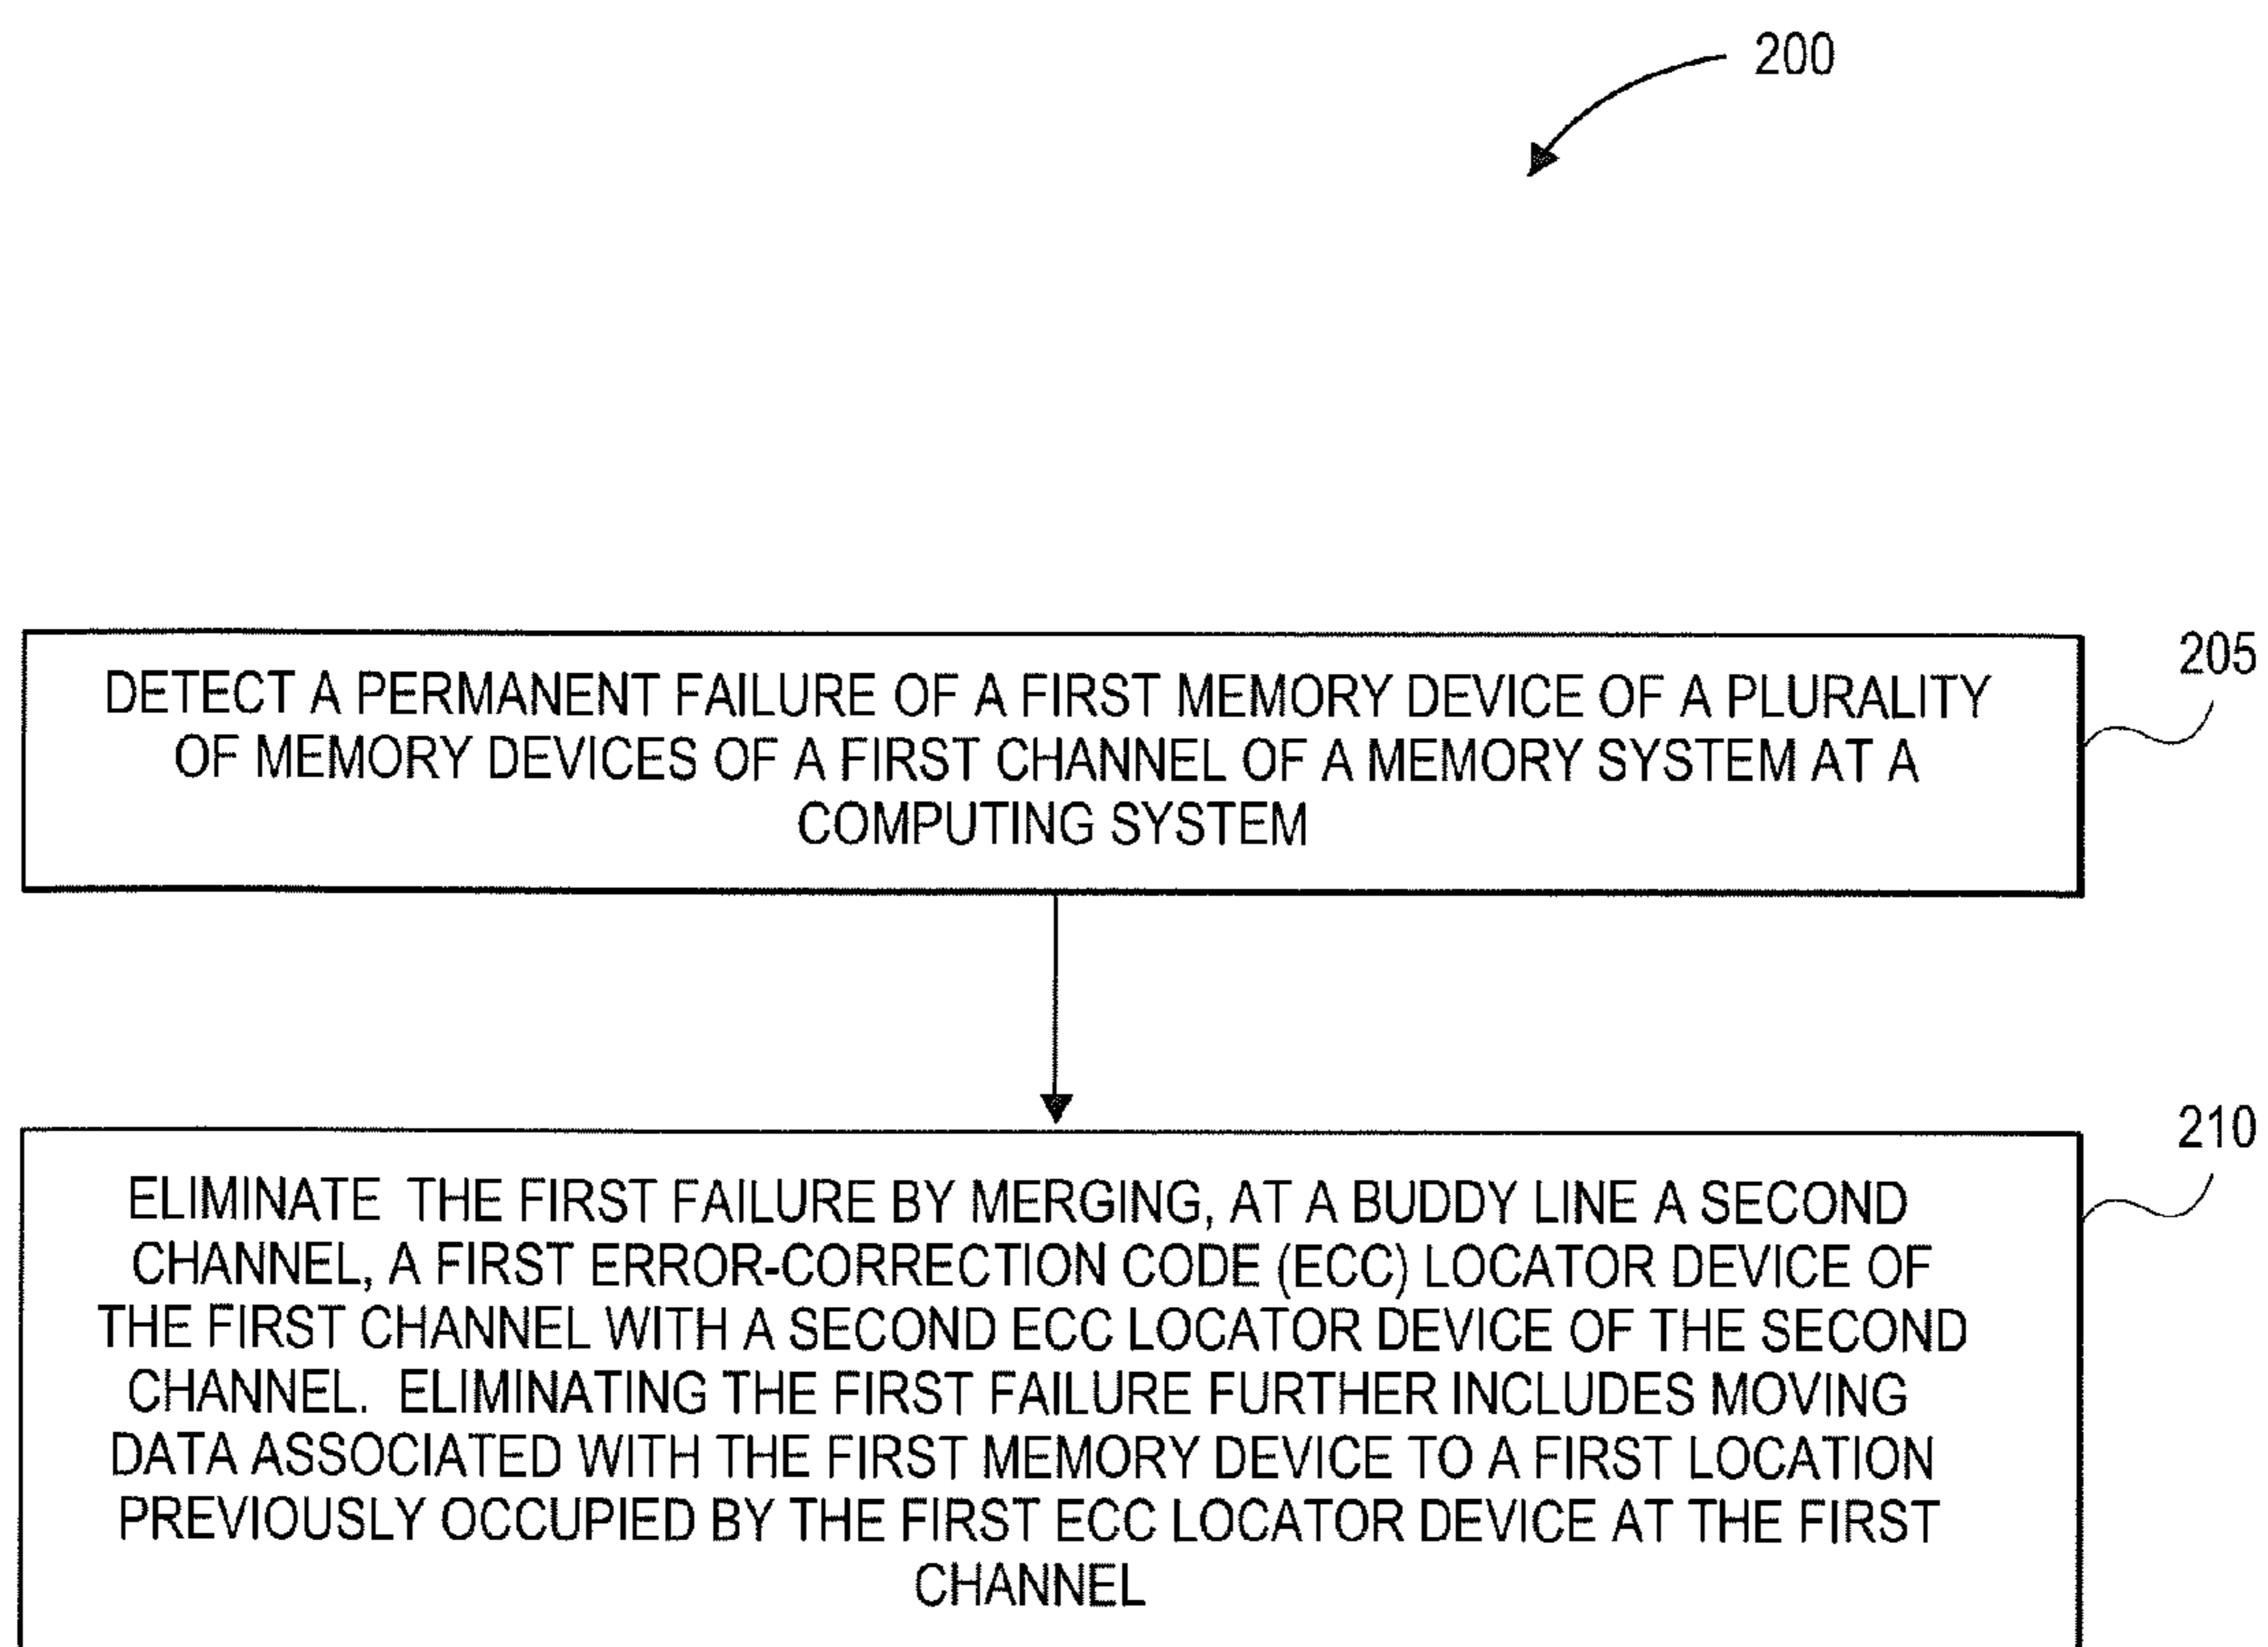 200
205
DETECT A PERMANENT FAILURE OF A FIRST MEMORY DEVICE OF A PLURALITY
OF MEMORY DEVICES OF A FIRST CHANNEL OF A MEMORY SYSTEM AT A
COMPUTING SYSTEM
210
ELIMINATE THE FIRST FAILURE BY MERGING, AT A BUDDY LINE A SECOND
CHANNEL, A FIRST ERROR-CORRECTION CODE (ECC) LOCATOR DEVICE OF
THE FIRST CHANNEL WITH A SECOND ECC LOCATOR DEVICE OF THE SECOND
CHANNEL. ELIMINATING THE FIRST FAILURE FURTHER INCLUDES MOVING
DATA ASSOCIATED WITH THE FIRST MEMORY DEVICE TO A FIRST LOCATION
PREVIOUSLY OCCUPIED BY THE FIRST ECC LOCATOR DEVICE AT THE FIRST
CHANNEL